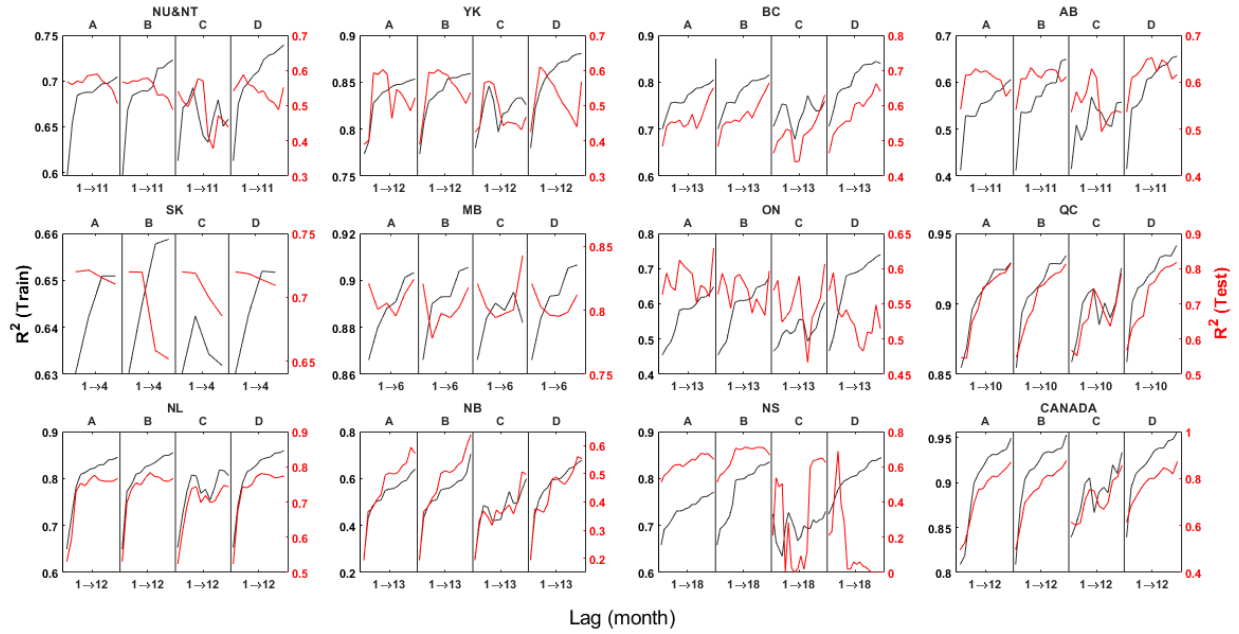 NU&NT
A B C D
0.75
0.7
0.65
0.6
0.8
0.7
0.6
0.5
0.4
0.3
1→11 1→11 1→11 1→11
YK
A B C D
0.9
0.85
0.8
0.75
0.7
0.6
0.5
0.4
0.3
1→12 1→12 1→12 1→12
BC
A B C D
0.9
0.8
0.7
0.6
0.8
0.7
0.6
0.5
0.4
1→13 1→13 1→13 1→13
AB
A B C D
0.7
0.6
0.5
0.4
0.7
0.6
0.5
0.4
1→11 1→11 1→11 1→11
R² (Train)
SK
A B C D
0.66
0.65
0.64
0.63
0.75
0.7
0.65
1→4 1→4 1→4 1→4
MB
A B C D
0.92
0.9
0.88
0.86
0.85
0.8
0.75
1→6 1→6 1→6 1→6
ON
A B C D
0.8
0.7
0.6
0.5
0.4
0.65
0.6
0.55
0.5
0.45
1→13 1→13 1→13 1→13
QC
A B C D
0.95
0.9
0.85
0.9
0.8
0.7
0.6
0.5
1→10 1→10 1→10 1→10
R² (Test)
NL
A B C D
0.9
0.8
0.7
0.6
0.9
0.8
0.7
0.6
0.5
1→12 1→12 1→12 1→12
NB
A B C D
0.8
0.6
0.4
0.2
0.6
0.5
0.4
0.3
0.2
1→13 1→13 1→13 1→13
NS
A B C D
0.9
0.8
0.7
0.6
0.8
0.6
0.4
0.2
0
1→18 1→18 1→18 1→18
CANADA
A B C D
0.95
0.9
0.85
0.8
1
0.8
0.6
0.4
1→12 1→12 1→12 1→12
Lag (month)